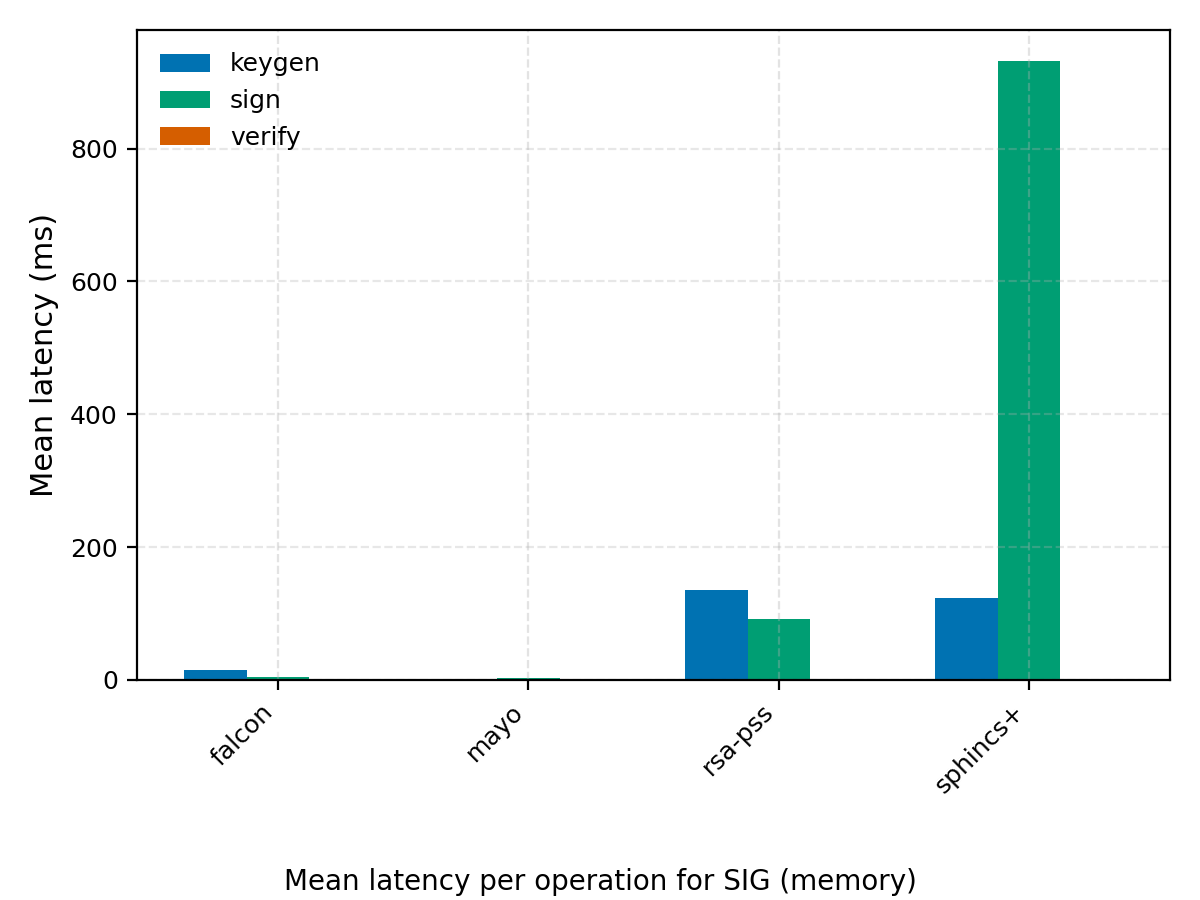 keygen
sign
verify
Mean latency (ms)
800
600
400
200
0
falcon
mayo
rsa-pss
sphincs+
Mean latency per operation for SIG (memory)